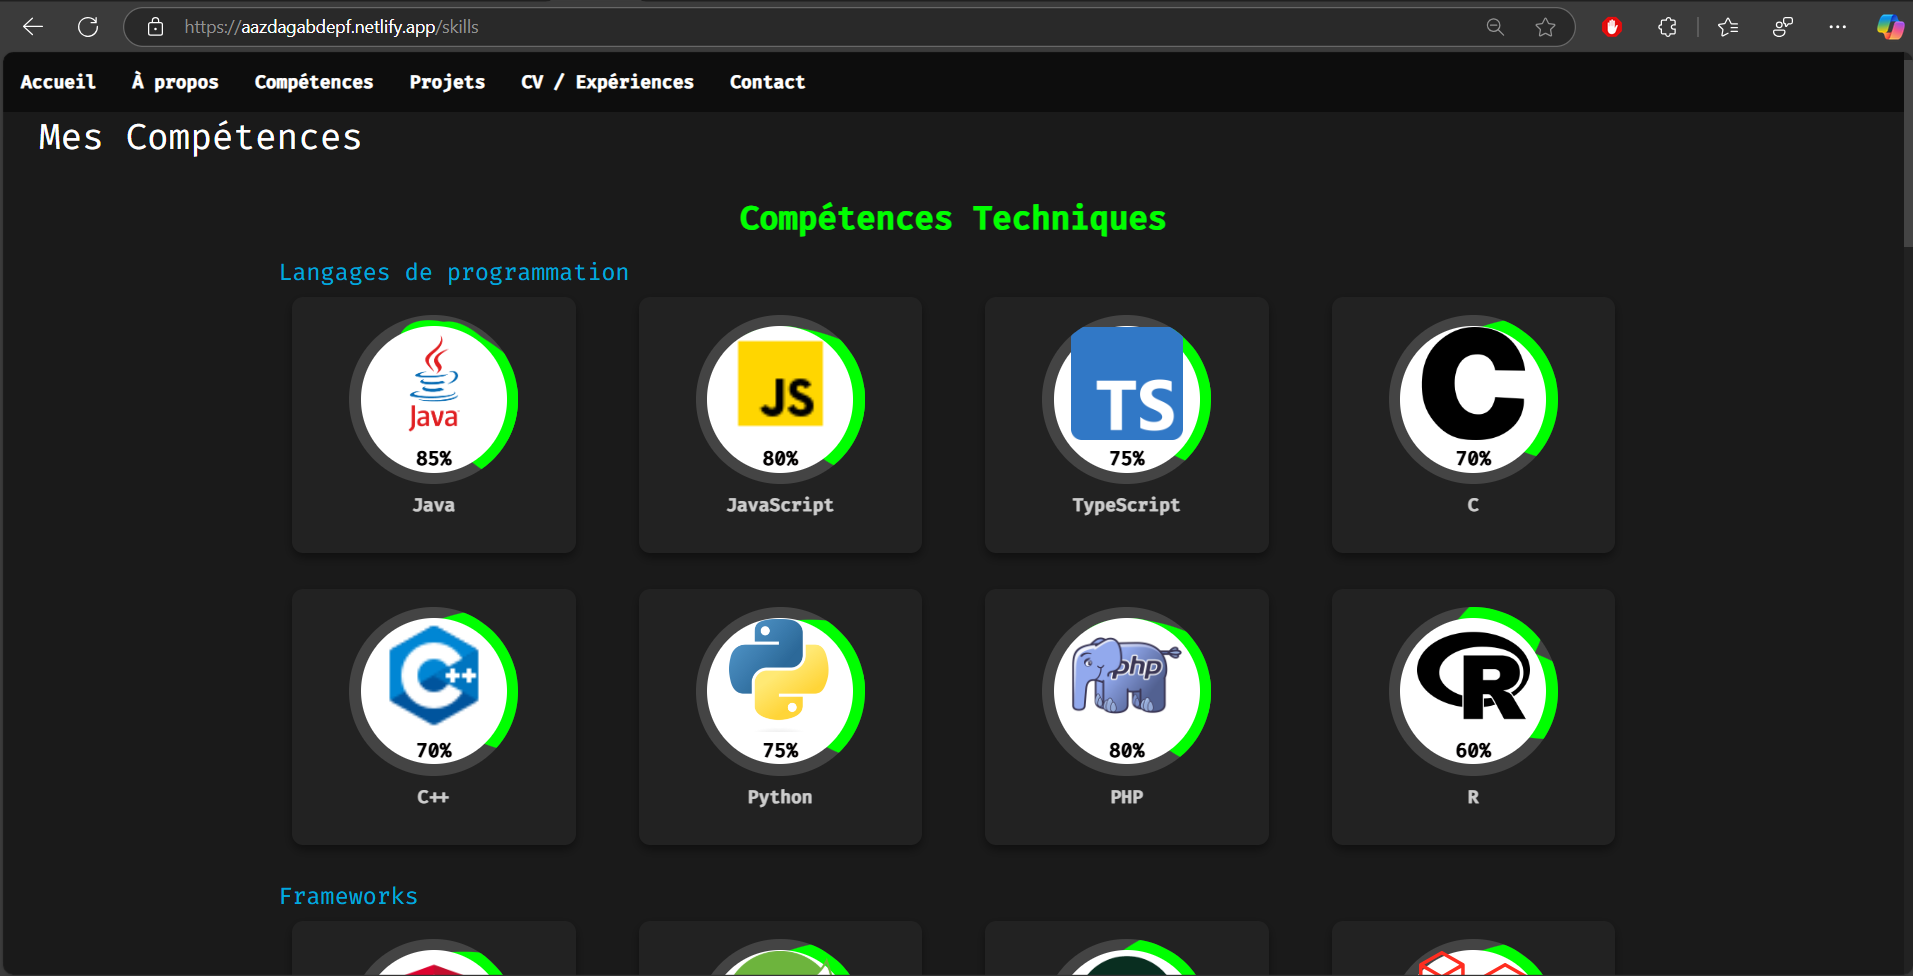 https://aazdagabdepf.netlify.app/skills
Accueil À propos Compétences Projets CV / Expériences Contact
Mes Compétences
Compétences Techniques
Langages de programmation
Java JS TS C
85% 80% 75% 70%
Java JavaScript TypeScript C
C++ php R
70% 75% 80% 60%
C++ Python PHP R
Frameworks